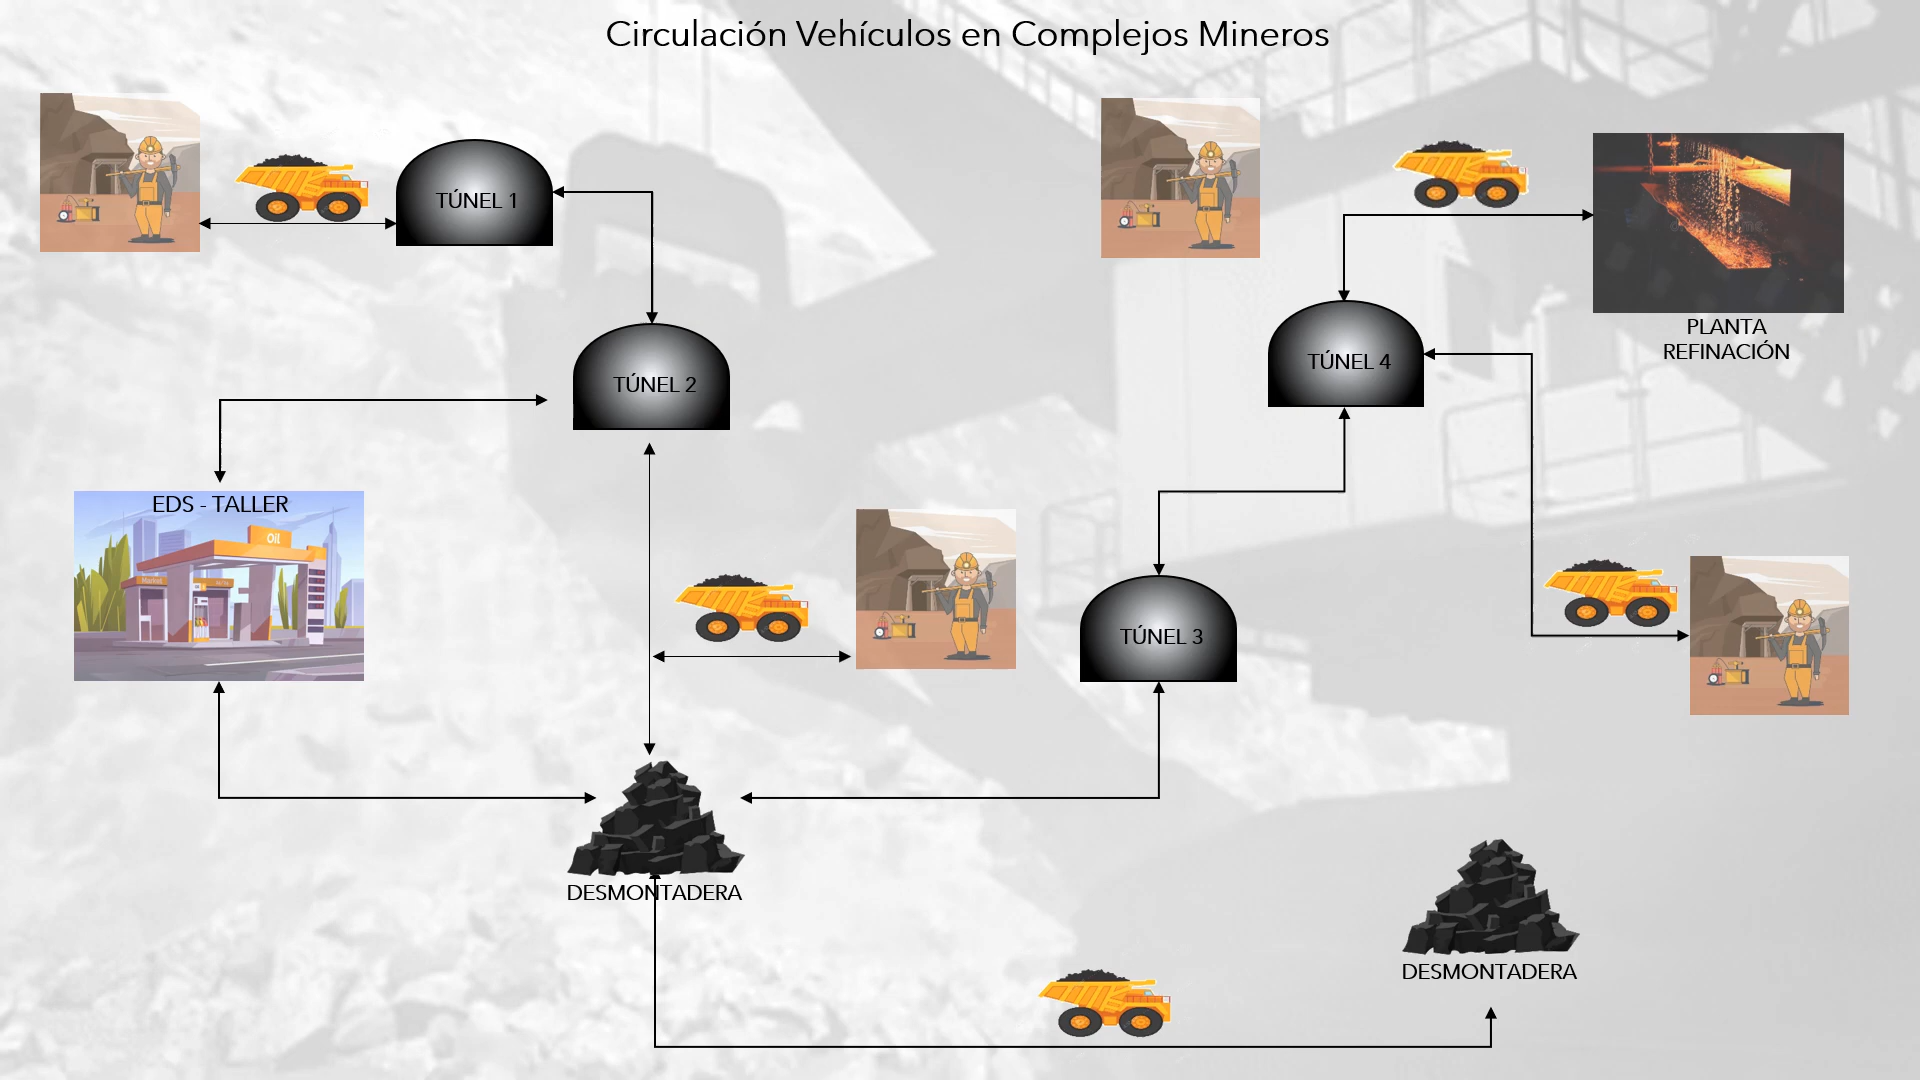 Circulación Vehículos en Complejos Mineros
TÚNEL 1
TÚNEL 2
TÚNEL 4
PLANTA
REFINACIÓN
EDS - TALLER
Oil
Market
TÚNEL 3
DESMONTADERA
DESMONTADERA